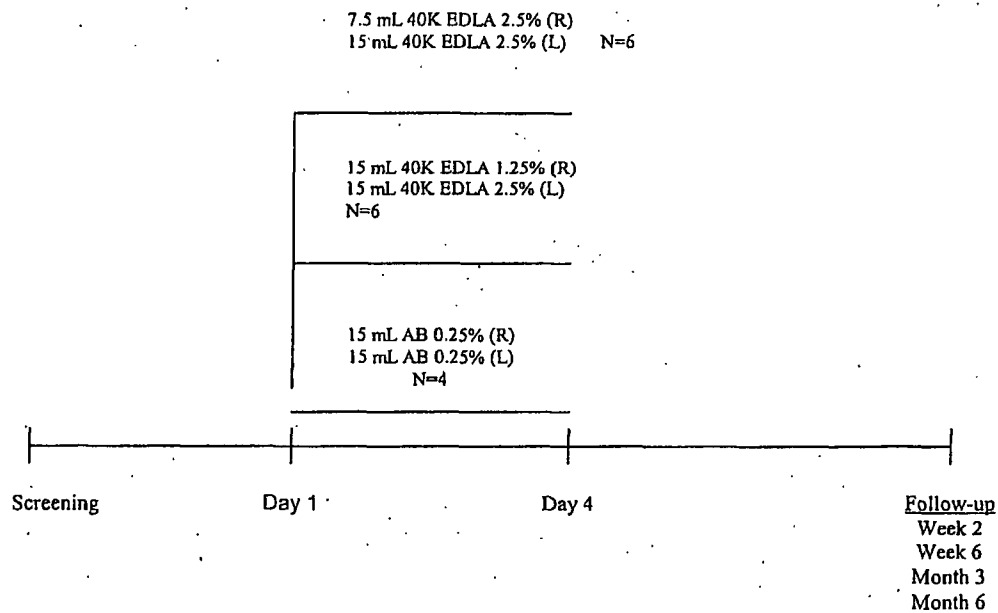 7.5 mL 40K EDLA 2.5% (R)
15 mL 40K EDLA 2.5% (L) N=6
15 mL 40K EDLA 1.25% (R)
15 mL 40K EDLA 2.5% (L)
N=6
15 mL AB 0.25% (R)
15 mL AB 0.25% (L)
N=4
Screening Day 1 Day 4 Follow-up
Week 2
Week 6
Month 3
Month 6